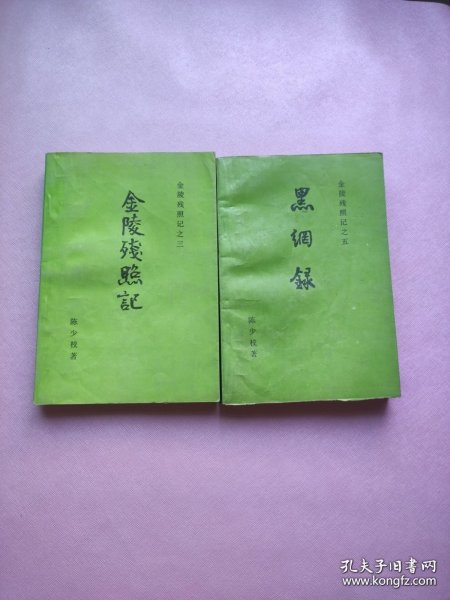 金陵残照记之三
金陵殘照記
陈少校著
金陵残照记之五
黑網錄
陈少校著
孔夫子旧书网
www.kongfz.com